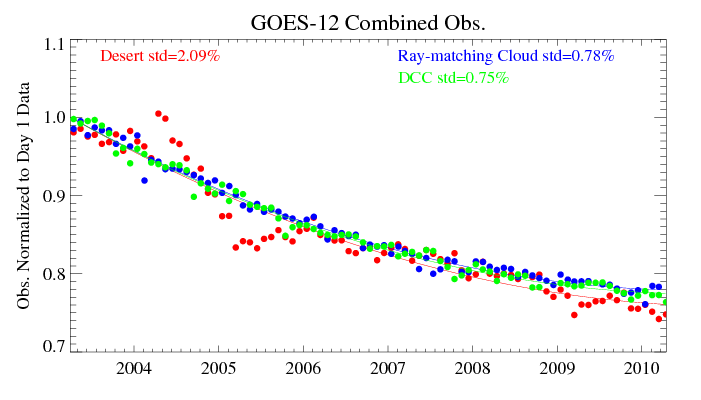 GOES-12 Combined Obs.
1.1
Desert std=2.09%
Ray-matching Cloud std=0.78%
DCC std=0.75%
1.0
0.9
0.8
0.7
Obs. Normalized to Day 1 Data
2004 2005 2006 2007 2008 2009 2010